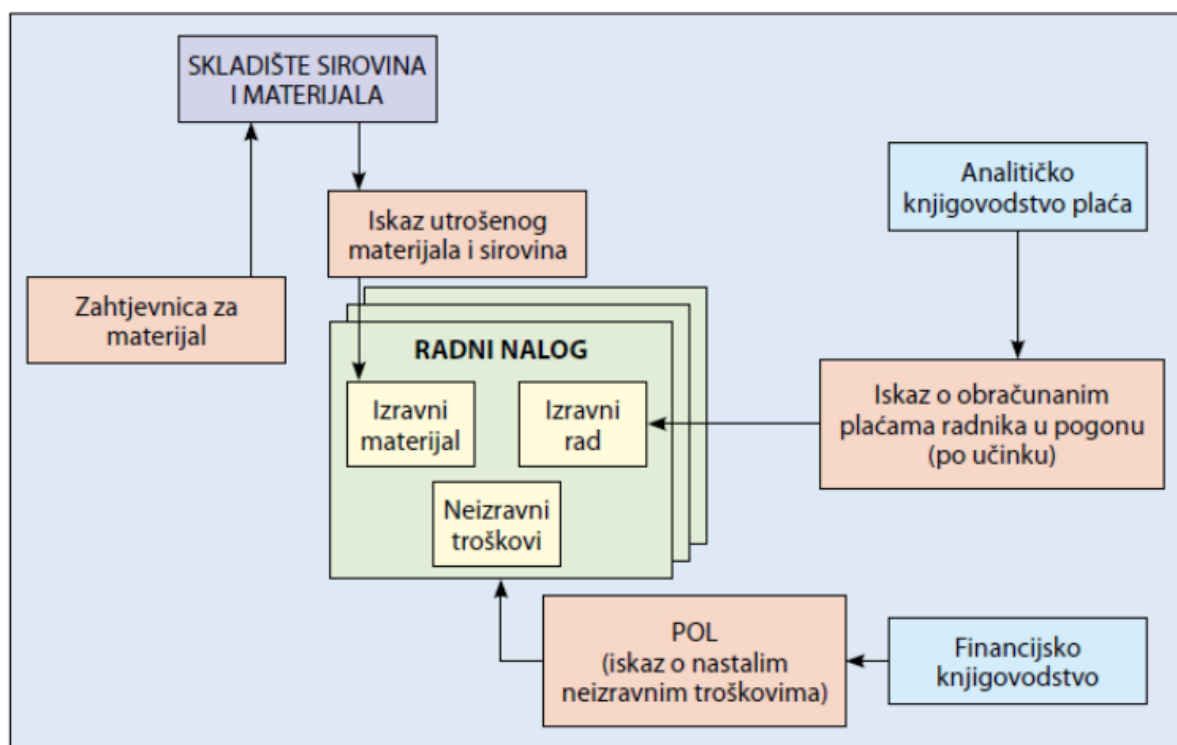 SKLADIŠTE SIROVINA
I MATERIJALA
Analitičko
knjigovodstvo plaća
Iskaz utrošenog
materijala i sirovina
Zahtjevnica za
materijal
RADNI NALOG
Izravni
materijal
Izravni
rad
Iskaz o obračunanim
plaćama radnika u pogonu
(po učinku)
Neizravni
troškovi
POL
(iskaz o nastalim
neizravnim troškovima)
Financijsko
knjigovodstvo